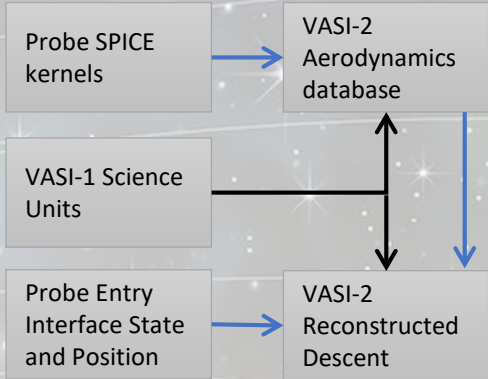 Probe SPICE
kernels
VASI-2
Aerodynamics
database
VASI-1 Science
Units
Probe Entry
Interface State
and Position
VASI-2
Reconstructed
Descent